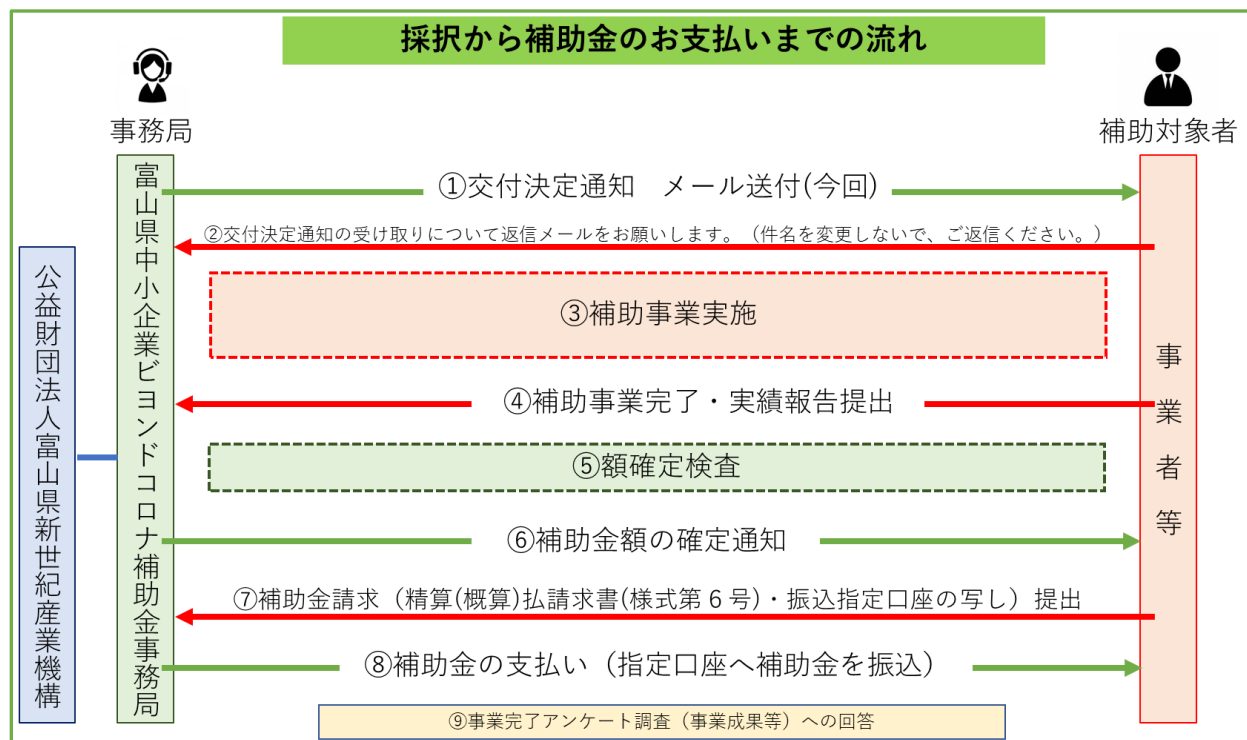 採択から補助金のお支払いまでの流れ
事務局
補助対象者
公益財団法人富山県新世紀産業機構
富山県中小企業ビヨンドコロナ補助金事務局
事業者等
①交付決定通知　メール送付(今回)
②交付決定通知の受け取りについて返信メールをお願いします。（件名を変更しないで、ご返信ください。）
③補助事業実施
④補助事業完了・実績報告提出
⑤額確定検査
⑥補助金額の確定通知
⑦補助金請求（精算(概算)払請求書(様式第６号)・振込指定口座の写し）提出
⑧補助金の支払い（指定口座へ補助金を振込）
⑨事業完了アンケート調査（事業成果等）への回答